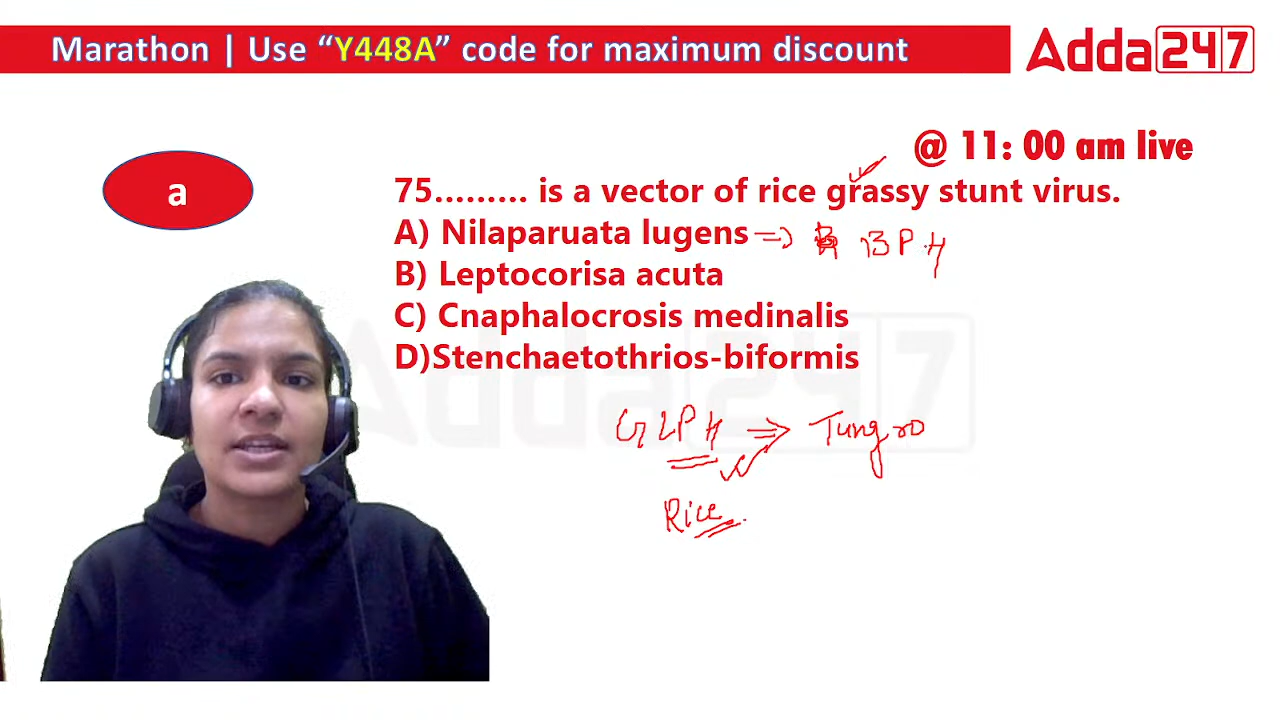 Marathon | Use “Y448A” code for maximum discount
Adda247
@ 11: 00 am live
a
75......... is a vector of rice grassy stunt virus.
A) Nilaparuata lugens => BPH
B) Leptocorisa acuta
C) Cnaphalocrosis medinalis
D)Stenchaetothrios-biformis
Adda247
GLPH => Tungro
Rice